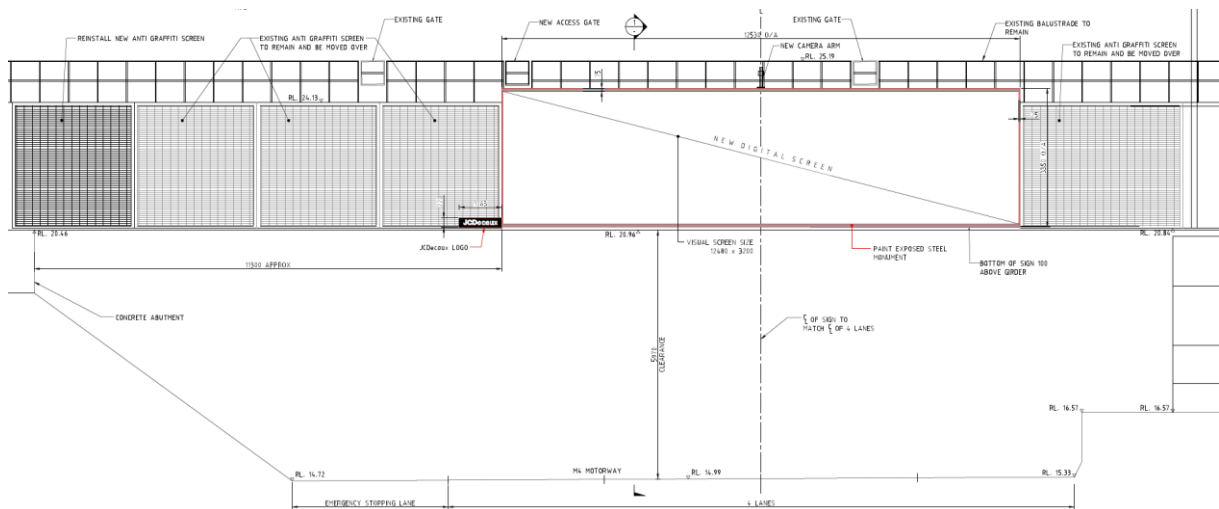 EXISTING GATE
NEW ACCESS GATE
1
EXISTING GATE
EXISTING BALUSTRADE TO
REMAIN
REINSTALL NEW ANTI GRAFFITI SCREEN
EXISTING ANTI GRAFFITI SCREEN
TO REMAIN AND BE MOVED OVER
12530 O/A
NEW CAMERA ARM
RL. 25.19
EXISTING ANTI GRAFFITI SCREEN
TO REMAIN AND BE MOVED OVER
RL. 24.13
NEW DIGITAL SCREEN
JCDecaux
RL. 20.46
JCDecaux LOGO
RL. 20.96
VISUAL SCREEN SIZE
12480 x 3200
PAINT EXPOSED STEEL
MONUMENT
RL. 20.84
BOTTOM OF SIGN 100
ABOVE GIRDER
11300 APPROX
CONCRETE ABUTMENT
5970
CLEARANCE
℄ OF SIGN TO
MATCH ℄ OF 4 LANES
RL. 16.57
RL. 16.57
RL. 14.72
M4 MOTORWAY
RL. 14.99
RL. 15.33
EMERGENCY STOPPING LANE
4 LANES